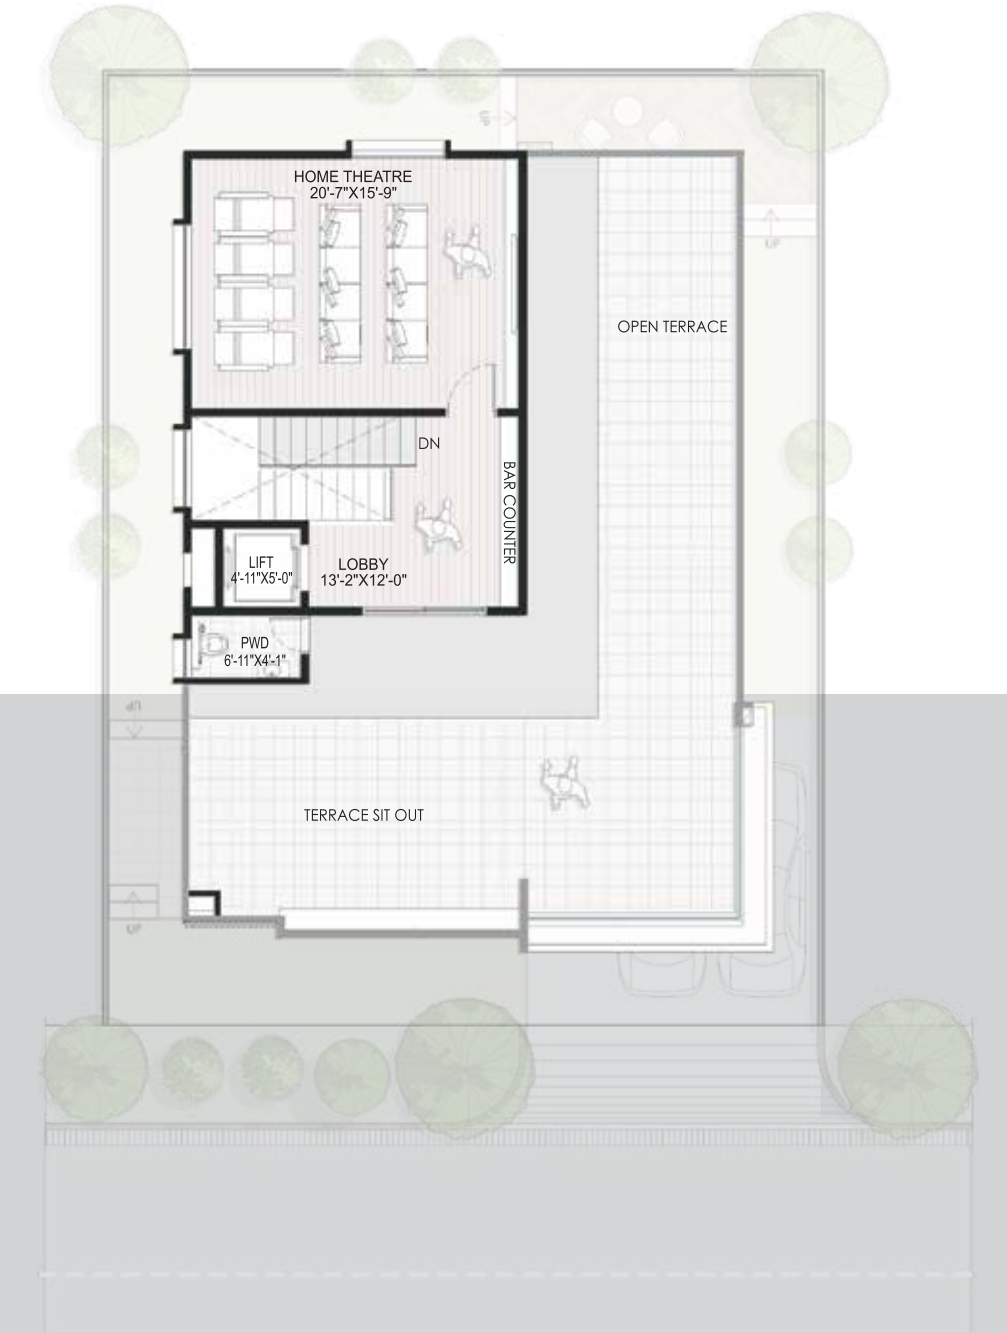 UP
HOME THEATRE
20'-7"X15'-9"
UP
OPEN TERRACE
DN
BAR COUNTER
LIFT
4'-11"X5'-0"
LOBBY
13'-2"X12'-0"
PWD
6'-11"X4'-1"
UP
TERRACE SIT OUT
UP